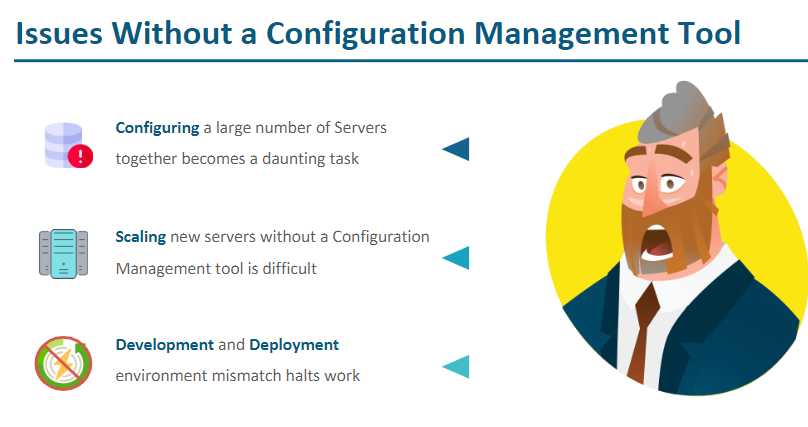 Issues Without a Configuration Management Tool
Configuring a large number of Servers
together becomes a daunting task
Scaling new servers without a Configuration
Management tool is difficult
Development and Deployment
environment mismatch halts work